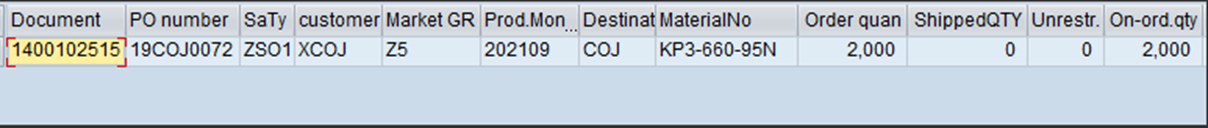 Document PO number SaTy customer Market GR Prod.Mon... Destinat MaterialNo Order quan ShippedQTY Unrestr. On-ord.qty
1400102515 19COJ0072 ZSO1 XCOJ Z5 202109 COJ KP3-660-95N 2,000 0 0 2,000